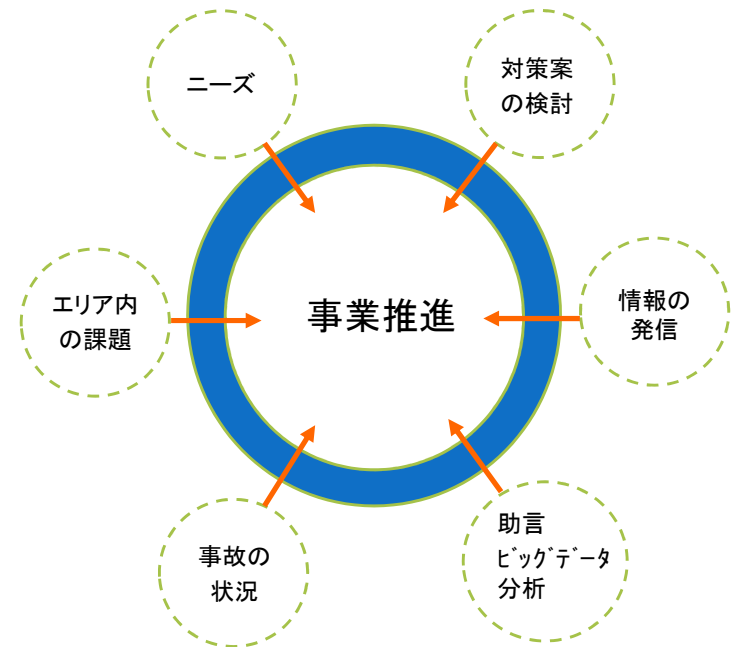 ニーズ
対策案
の検討
エリア内
の課題
事業推進
情報の
発信
事故の
状況
助言
ﾋﾞｯｸﾞﾃﾞｰﾀ
分析